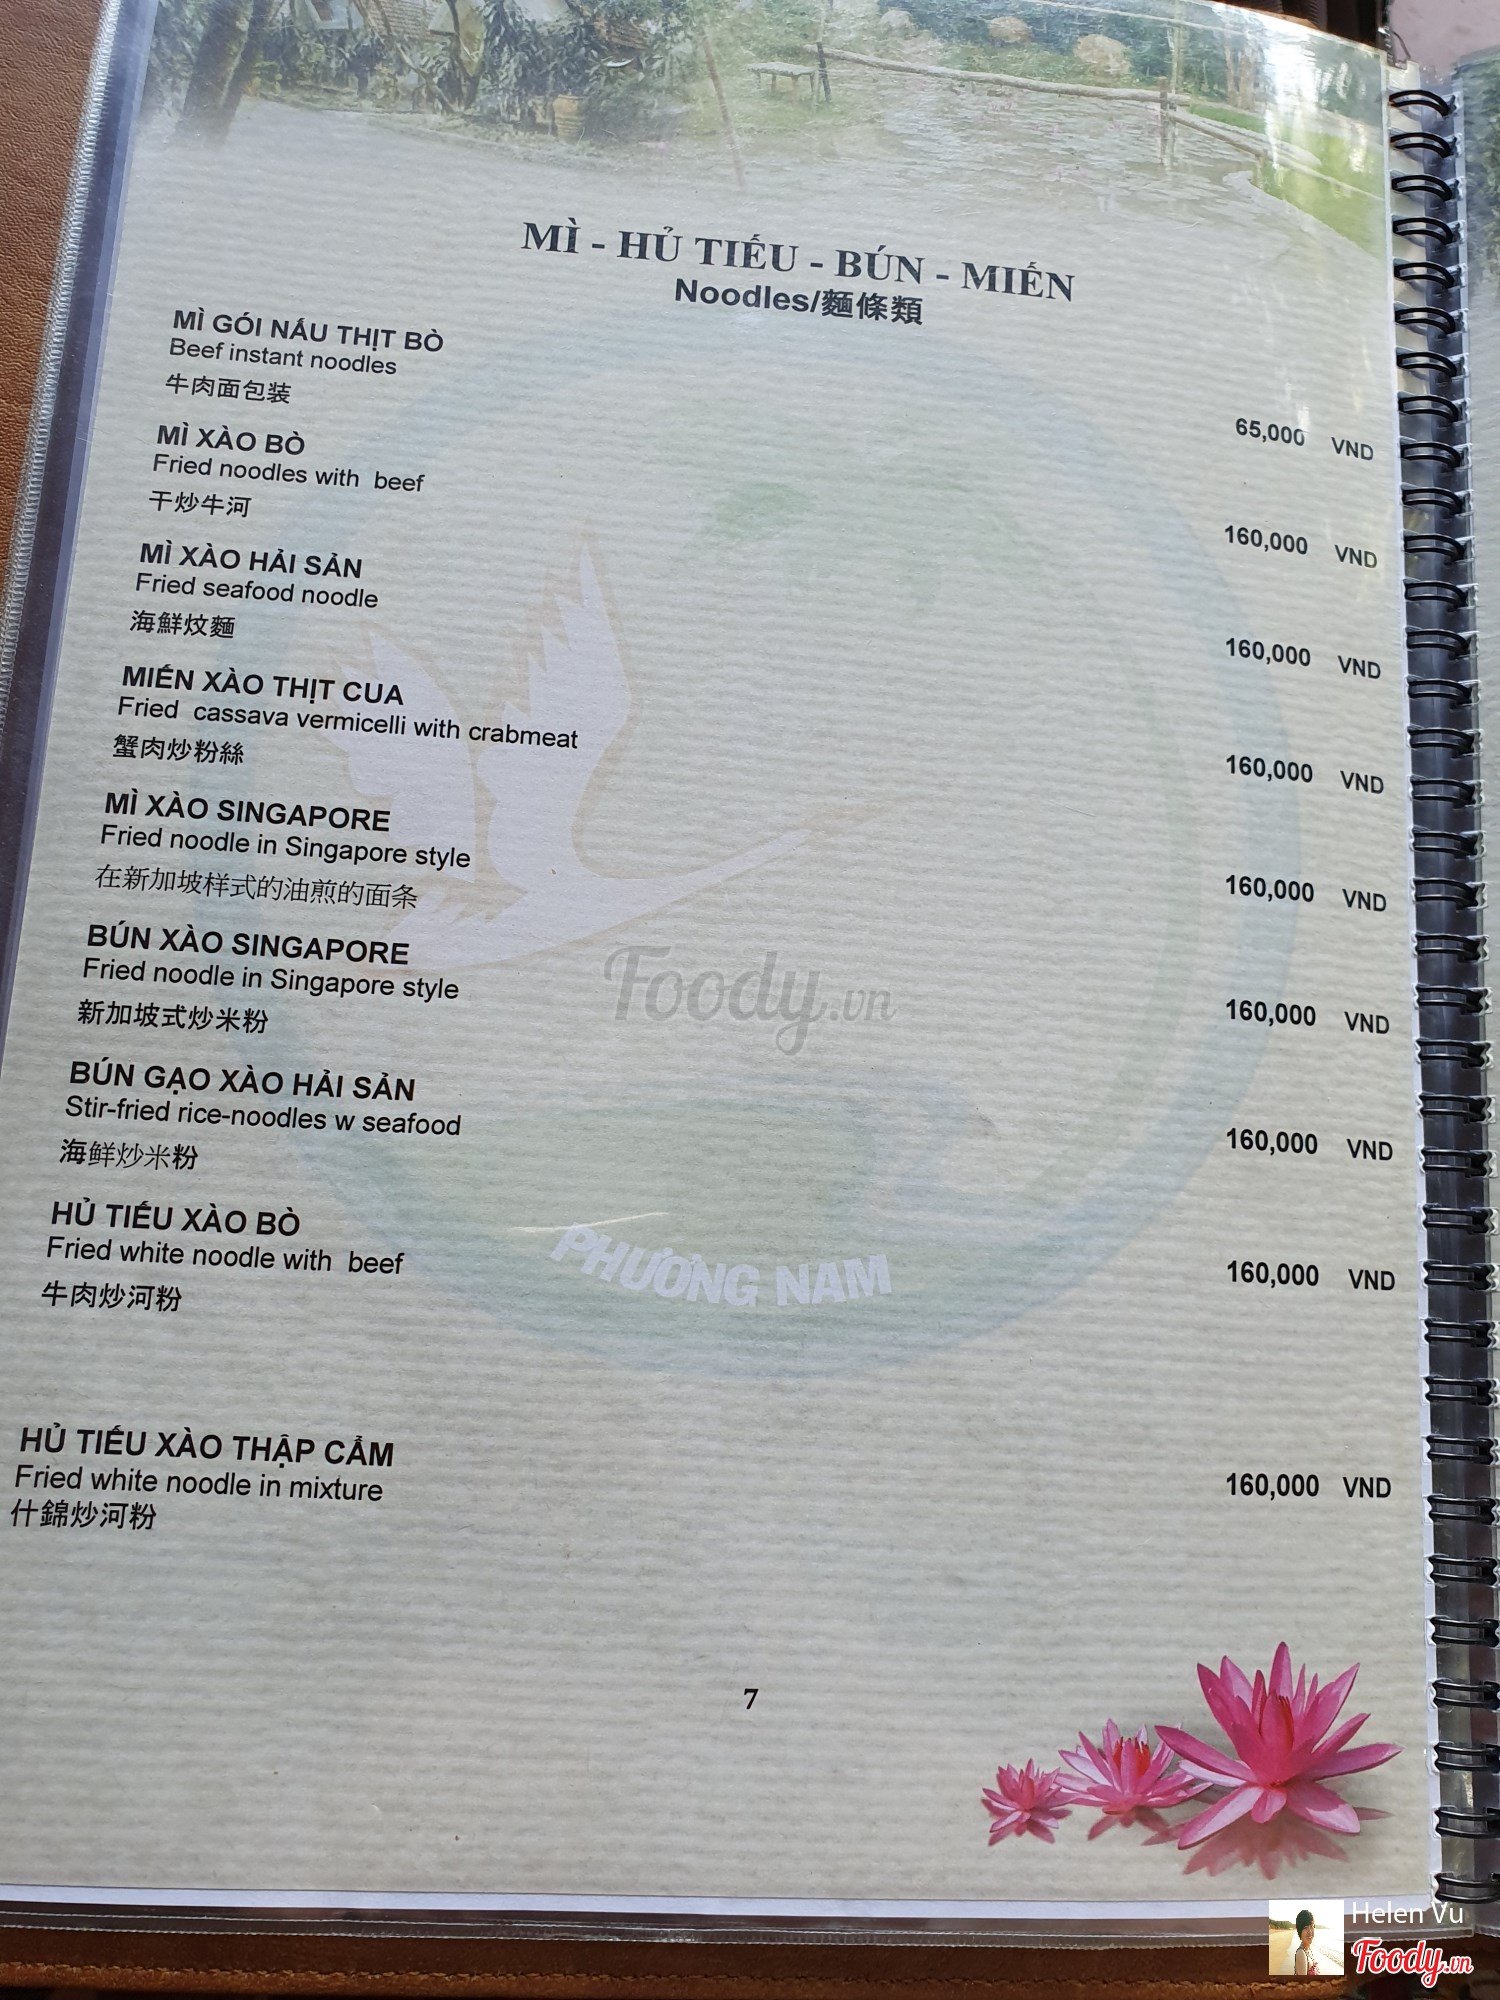 MÌ - HỦ TIẾU - BÚN - MIẾN
Noodles/麵條類
MÌ GÓI NẤU THỊT BÒ
Beef instant noodles
牛肉面包装
65,000 VND
MÌ XÀO BÒ
Fried noodles with beef
干炒牛河
160,000 VND
MÌ XÀO HẢI SẢN
Fried seafood noodle
海鮮炆麵
160,000 VND
MIẾN XÀO THỊT CUA
Fried cassava vermicelli with crabmeat
蟹肉炒粉絲
160,000 VND
MÌ XÀO SINGAPORE
Fried noodle in Singapore style
在新加坡样式的油煎的面条
160,000 VND
BÚN XÀO SINGAPORE
Fried noodle in Singapore style
新加坡式炒米粉
160,000 VND
BÚN GẠO XÀO HẢI SẢN
Stir-fried rice-noodles w seafood
海鲜炒米粉
160,000 VND
HỦ TIẾU XÀO BÒ
Fried white noodle with beef
牛肉炒河粉
160,000 VND
HỦ TIẾU XÀO THẬP CẨM
Fried white noodle in mixture
什錦炒河粉
160,000 VND
Foody.vn
PHƯƠNG NAM
7
Helen Vu
Foody.vn